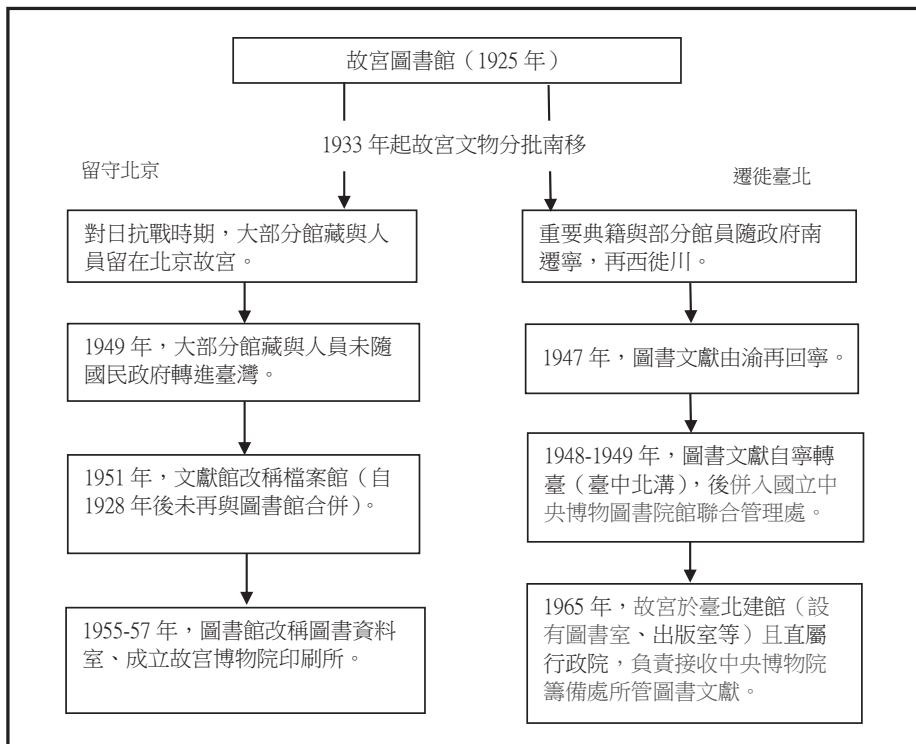 故宮圖書館（1925 年）
1933 年起故宮文物分批南移
留守北京
遷徙臺北
對日抗戰時期，大部分館藏與人
員留在北京故宮。
重要典籍與部分館員隨政府南
遷寧，再西徙川。
1949 年，大部分館藏與人員未隨
國民政府轉進臺灣。
1947 年，圖書文獻由渝再回寧。
1951 年，文獻館改稱檔案館（自
1928 年後未再與圖書館合併）。
1948-1949 年，圖書文獻自寧轉
臺（臺中北溝），後併入國立中
央博物圖書院館聯合管理處。
1955-57 年，圖書館改稱圖書資料
室、成立故宮博物院印刷所。
1965 年，故宮於臺北建館（設
有圖書室、出版室等）且直屬
行政院，負責接收中央博物院
籌備處所管圖書文獻。